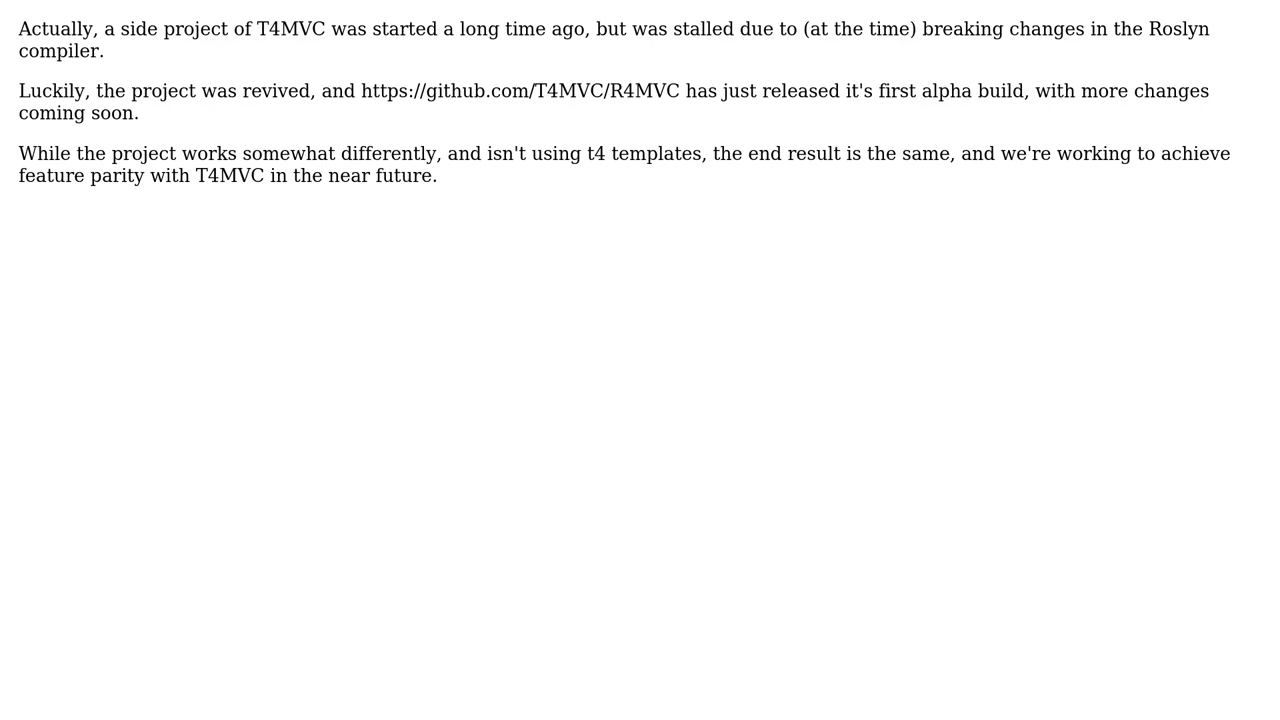 Actually, a side project of T4MVC was started a long time ago, but was stalled due to (at the time) breaking changes in the Roslyn
compiler.
Luckily, the project was revived, and https://github.com/T4MVC/R4MVC has just released it's first alpha build, with more changes
coming soon.
While the project works somewhat differently, and isn't using t4 templates, the end result is the same, and we're working to achieve
feature parity with T4MVC in the near future.